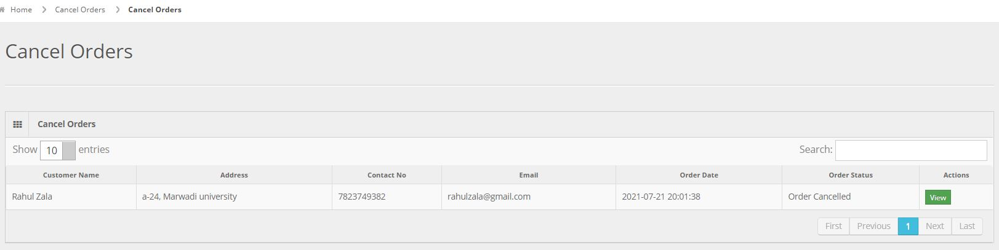 Home > Cancel Orders > Cancel Orders
Cancel Orders
Cancel Orders
Show 10 entries Search:
Customer Name Address Contact No Email Order Date Order Status Actions
Rahul Zala a-24, Marwadi university 7823749382 rahulzala@gmail.com 2021-07-21 20:01:38 Order Cancelled View
First Previous 1 Next Last